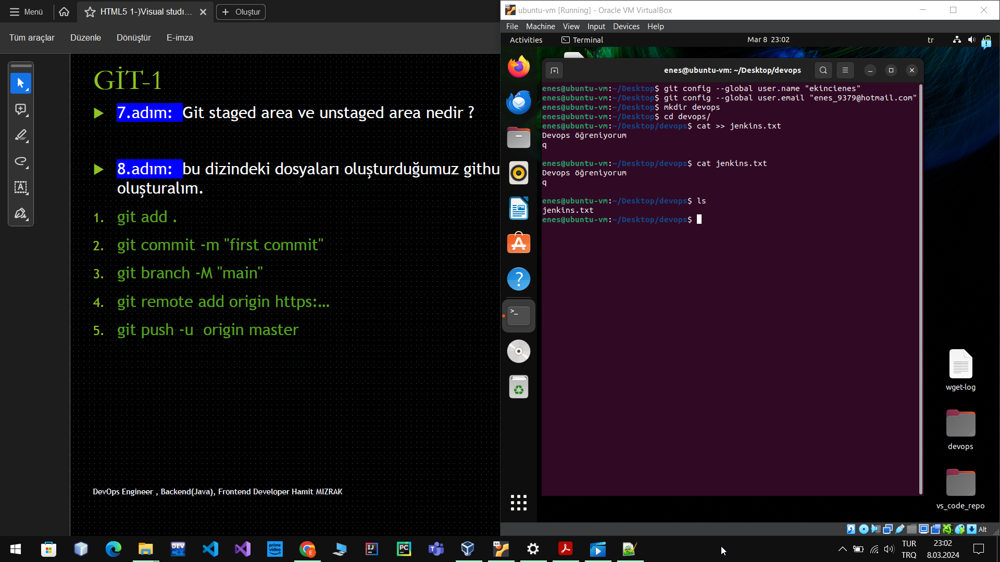 Menü
HTML5 1-)Visual studı...
Oluştur
Tüm araçlar
Düzenle
Dönüştür
E-imza
GİT-1
7.adım: Git staged area ve unstaged area nedir ?
8.adım: bu dizindeki dosyaları oluşturduğumuz githu
oluşturalım.
1. git add .
2. git commit -m "first commit"
3. git branch -M "main"
4. git remote add origin https:...
5. git push -u origin master
DevOps Engineer , Backend(Java), Frontend Developer Hamit MIZRAK
ubuntu-vm [Running] - Oracle VM VirtualBox
File Machine View Input Devices Help
Activities
Terminal
Mar 8 23:02
tr
enes@ubuntu-vm: ~/Desktop/devops
enes@ubuntu-vm:~/Desktop$ git config --global user.name "ekincienes"
enes@ubuntu-vm:~/Desktop$ git config --global user.email "enes_9379@hotmail.com"
enes@ubuntu-vm:~/Desktop$ mkdir devops
enes@ubuntu-vm:~/Desktop$ cd devops/
enes@ubuntu-vm:~/Desktop/devops$ cat >> jenkins.txt
Devops öğreniyorum
q
enes@ubuntu-vm:~/Desktop/devops$ cat jenkins.txt
Devops öğreniyorum
q
enes@ubuntu-vm:~/Desktop/devops$ ls
jenkins.txt
enes@ubuntu-vm:~/Desktop/devops$
wget-log
devops
vs_code_repo
Alt
DEV
C++
prime video
E
IJ
PC
T
64
TUR
TRQ
23:02
8.03.2024